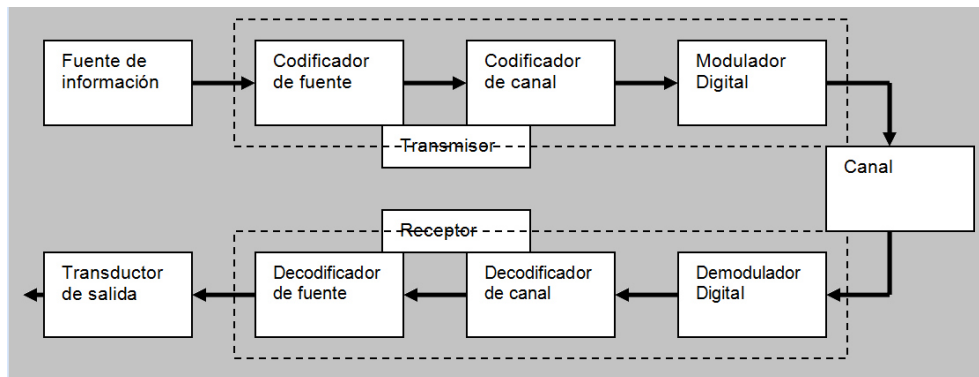 Fuente de
información
Codificador
de fuente
Codificador
de canal
Modulador
Digital
Transmisor
Canal
Receptor
Transductor
de salida
Decodificador
de fuente
Decodificador
de canal
Demodulador
Digital